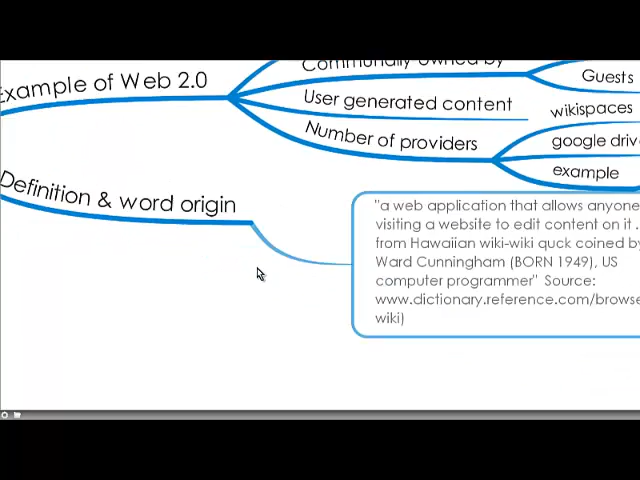 Example of Web 2.0
Communally owned by
Guests
User generated content
wikispaces
Number of providers
google drive
example
Definition & word origin
"a web application that allows anyone
visiting a website to edit content on it .
from Hawaiian wiki-wiki quck coined by
Ward Cunningham (BORN 1949), US
computer programmer" Source:
www.dictionary.reference.com/browse
wiki)